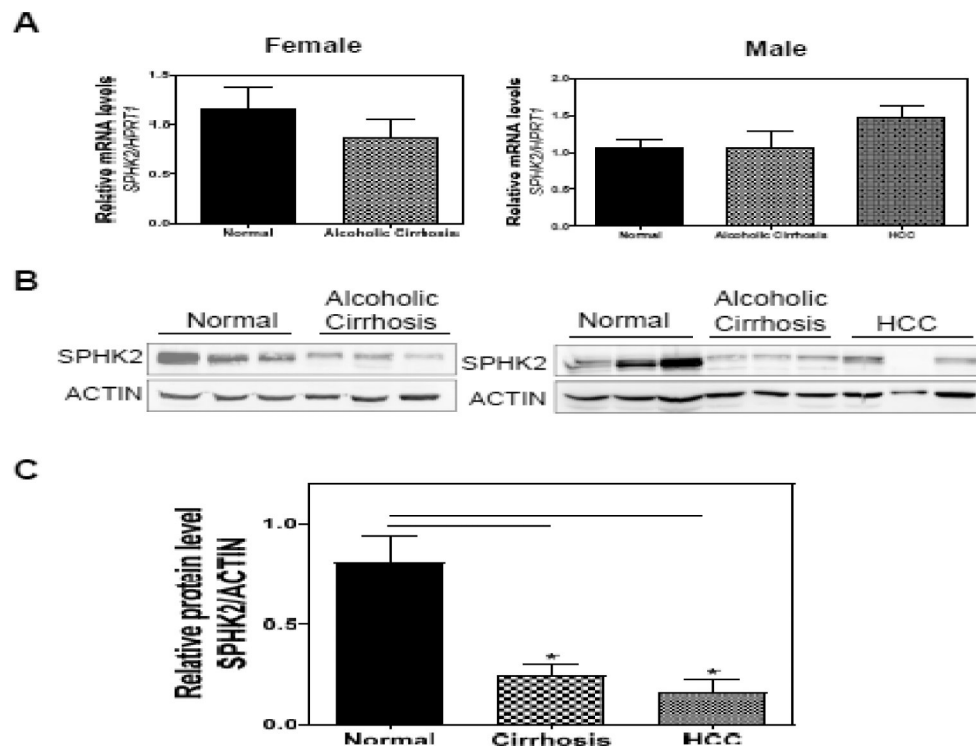 A
Female
Relative mRNA levels
SPHK2/HPRT1
1.5
1.0
0.5
0.0
Normal
Alcoholic Cirrhosis
Male
Relative mRNA levels
SPHK2/HPRT1
2.0
1.5
1.0
0.5
0.0
Normal
Alcoholic Cirrhosis
HCC
B
Normal
Alcoholic
Cirrhosis
SPHK2
ACTIN
Normal
Alcoholic
Cirrhosis
HCC
SPHK2
ACTIN
C
Relative protein level
SPHK2/ACTIN
1.0
0.5
0.0
*
*
Normal
Cirrhosis
HCC